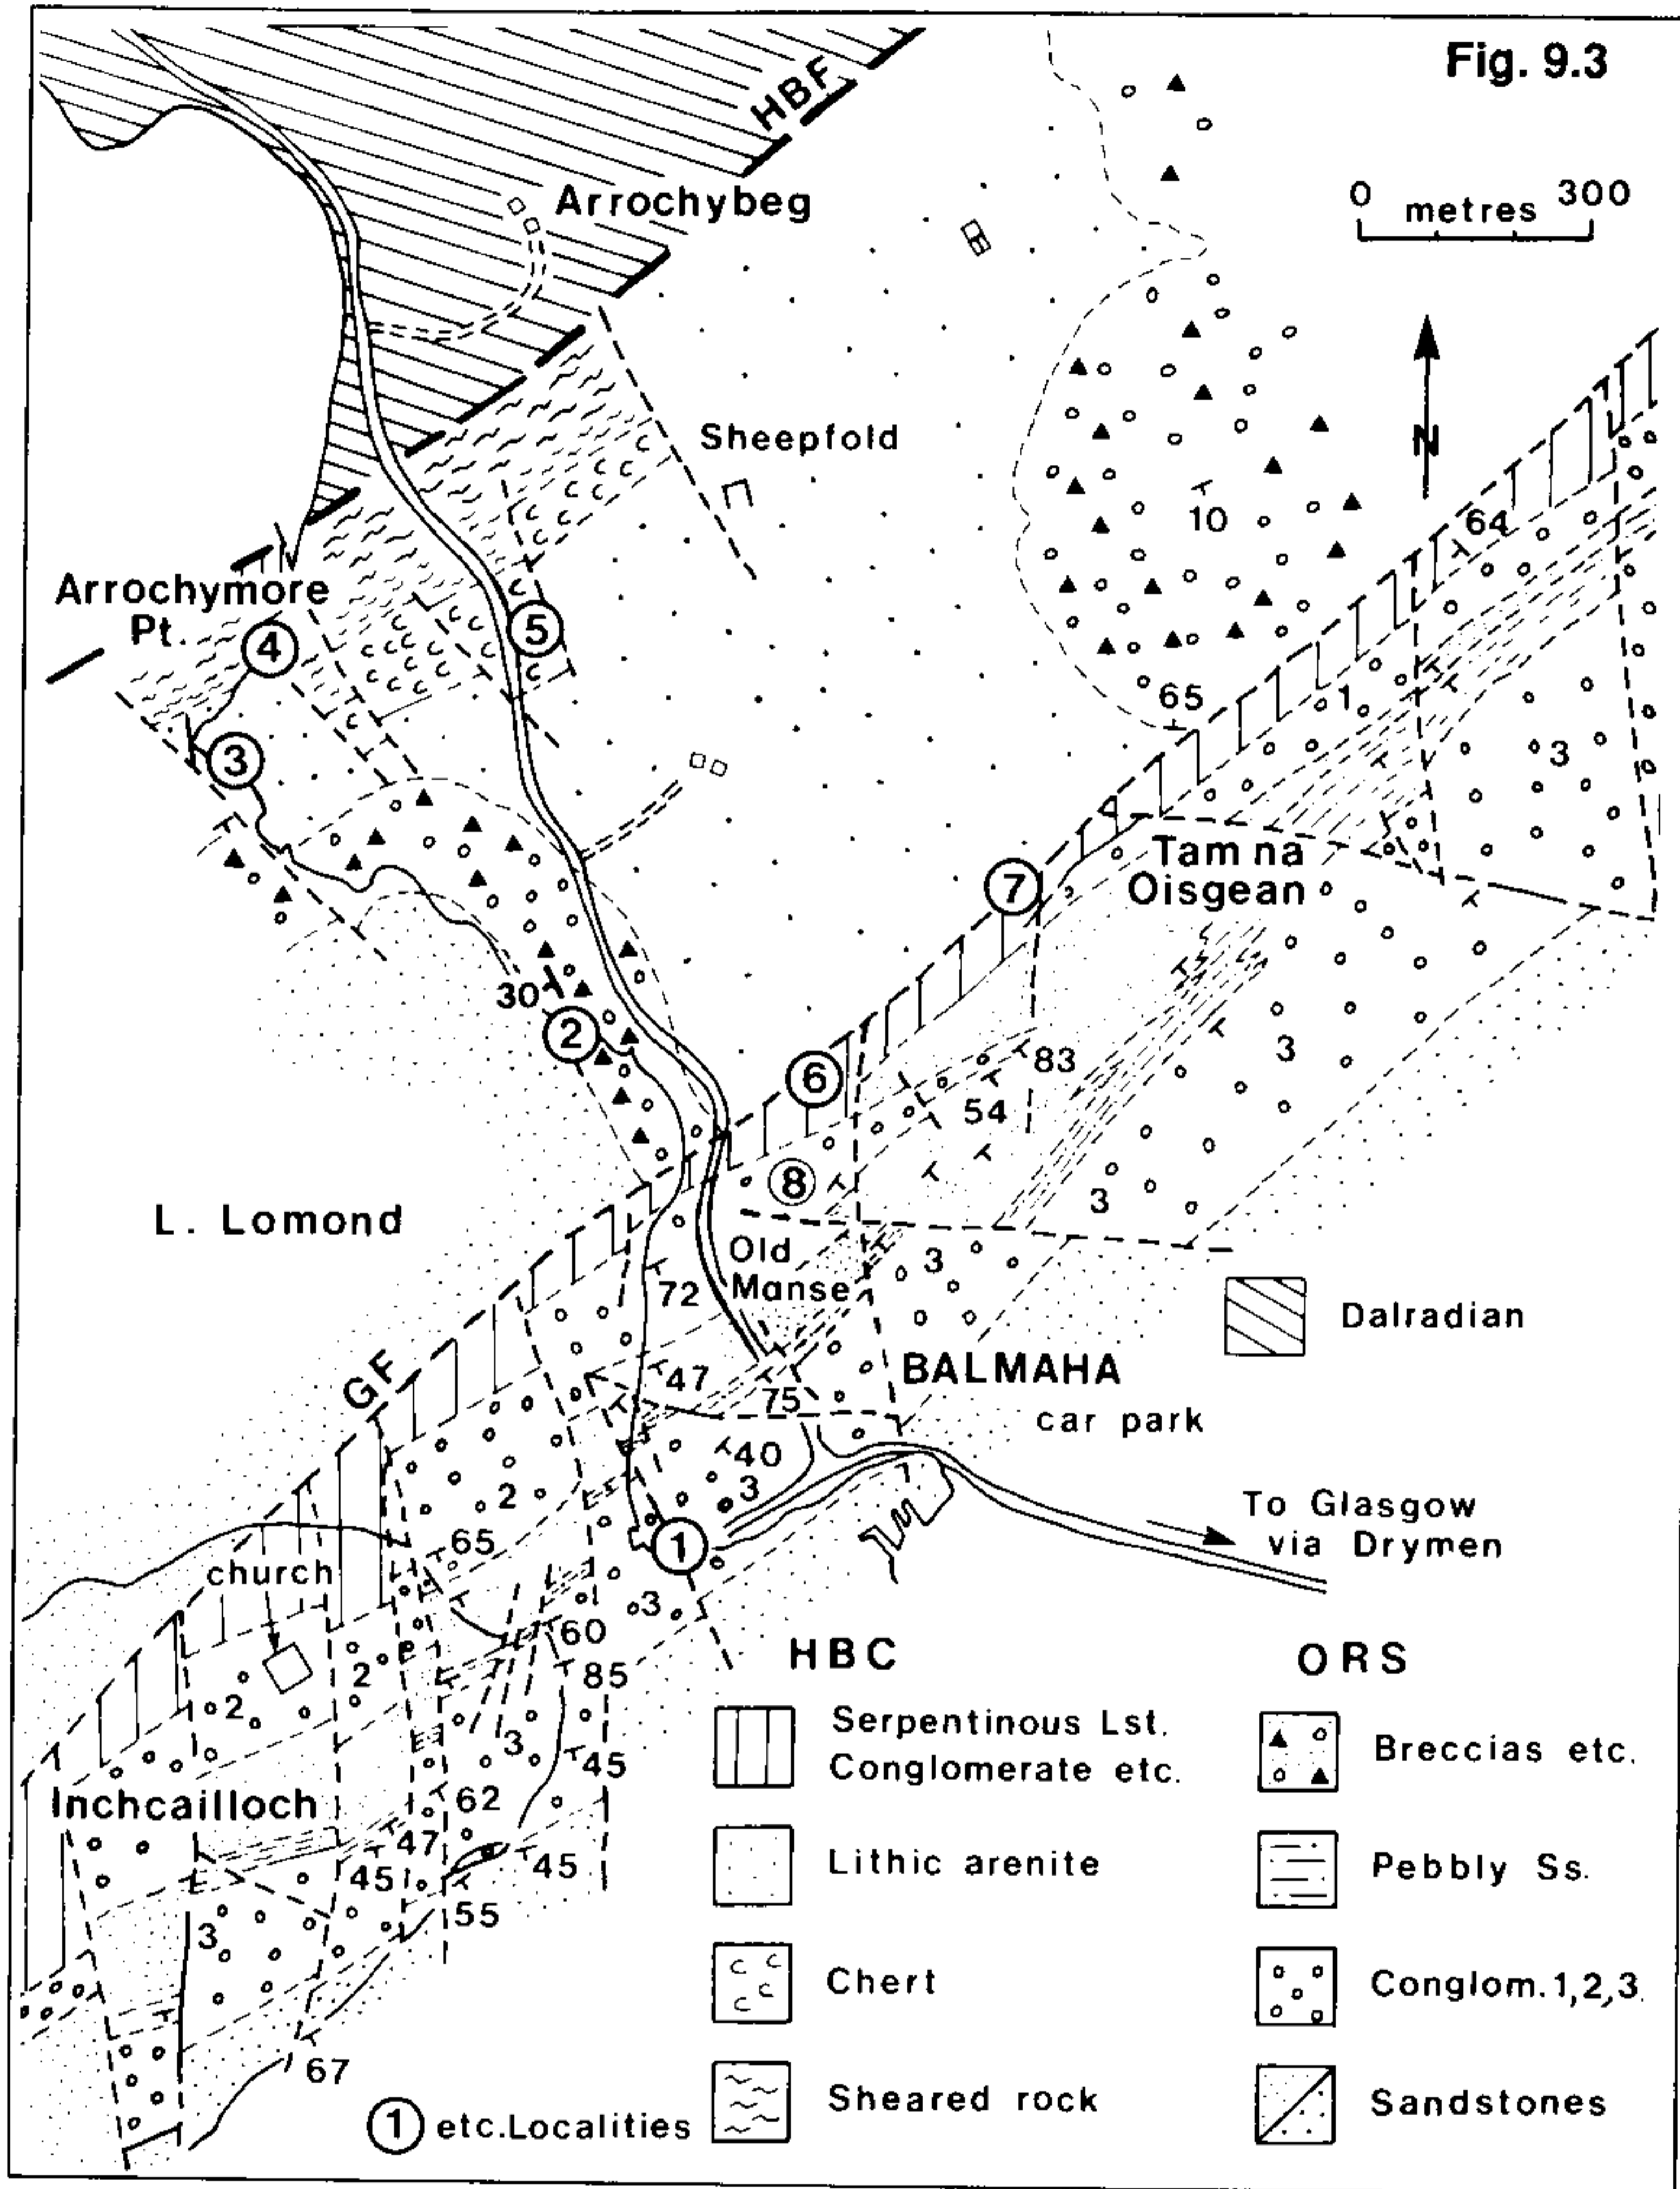 Fig. 9.3
HBF
Arrochybeg
0 metres 300
N
Sheepfold
10
64
Arrochymore
Pt.
5
4
65
1
3
3
Tam na
Oisgean
7
30
2
3
6
83
54
8
3
L. Lomond
Old
Manse
3
72
Dalradian
GF
47
75
BALMAHA
car park
40
3
2
To Glasgow
via Drymen
65
1
church
3
60
HBC
ORS
85
2
2
Serpentinous Lst.
Conglomerate etc.
Breccias etc.
3
45
62
Inchcailloch
47
45
45
Lithic arenite
Pebbly Ss.
55
3
Chert
Conglom. 1,2,3.
67
Sheared rock
Sandstones
1 etc. Localities